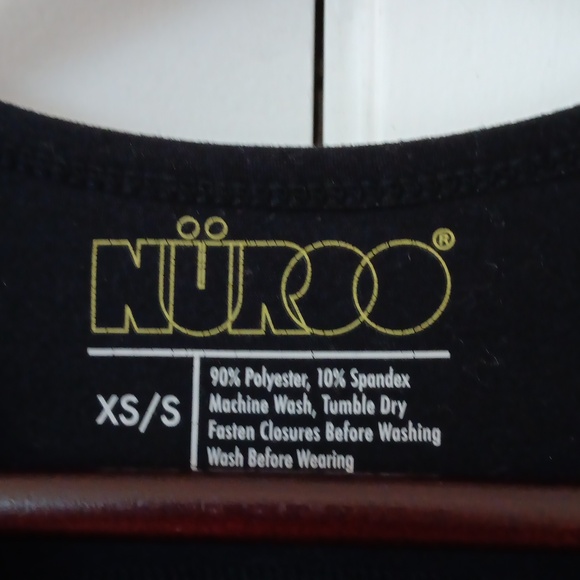 NÜROO®
XS/S
90% Polyester, 10% Spandex
Machine Wash, Tumble Dry
Fasten Closures Before Washing
Wash Before Wearing